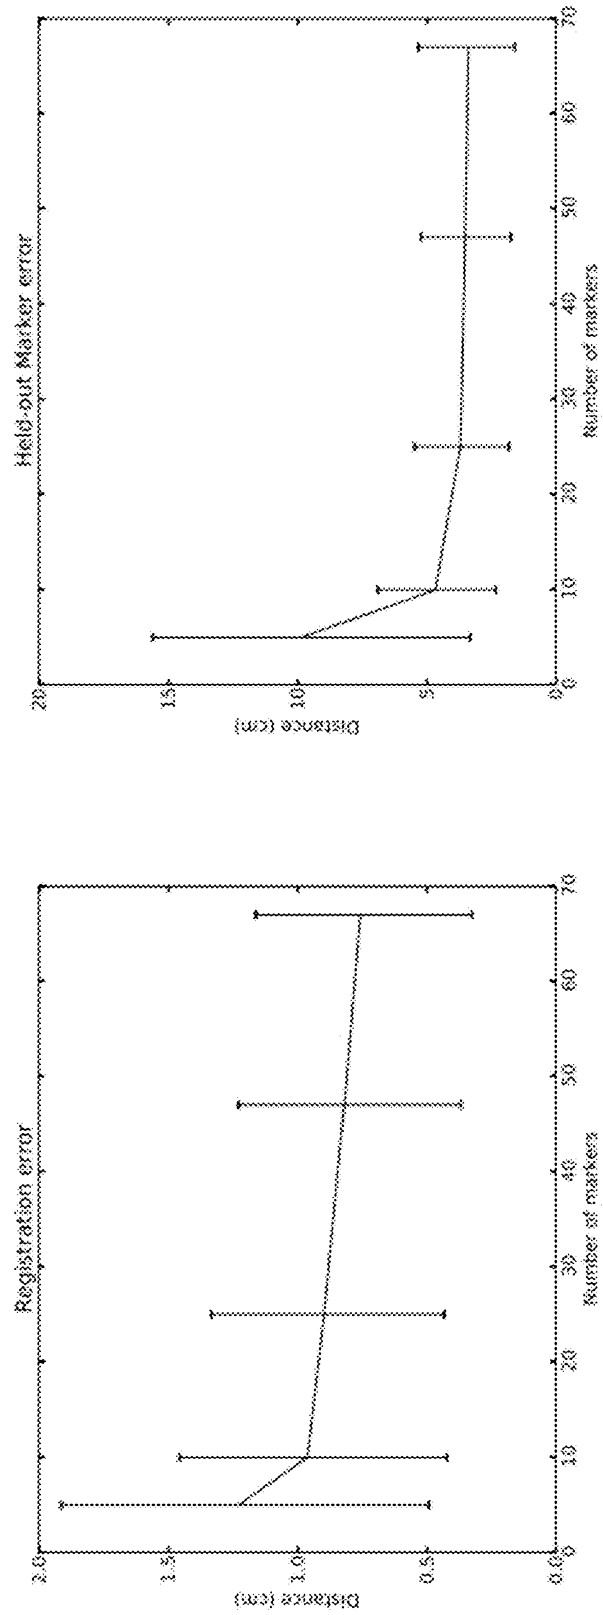 Registration error
2.0
1.5
1.0
0.5
0.0
Distance (cm)
0 10 20 30 40 50 60 70
Number of markers
Held-out Marker error
20
15
10
5
0
Distance (cm)
0 10 20 30 40 50 60 70
Number of markers